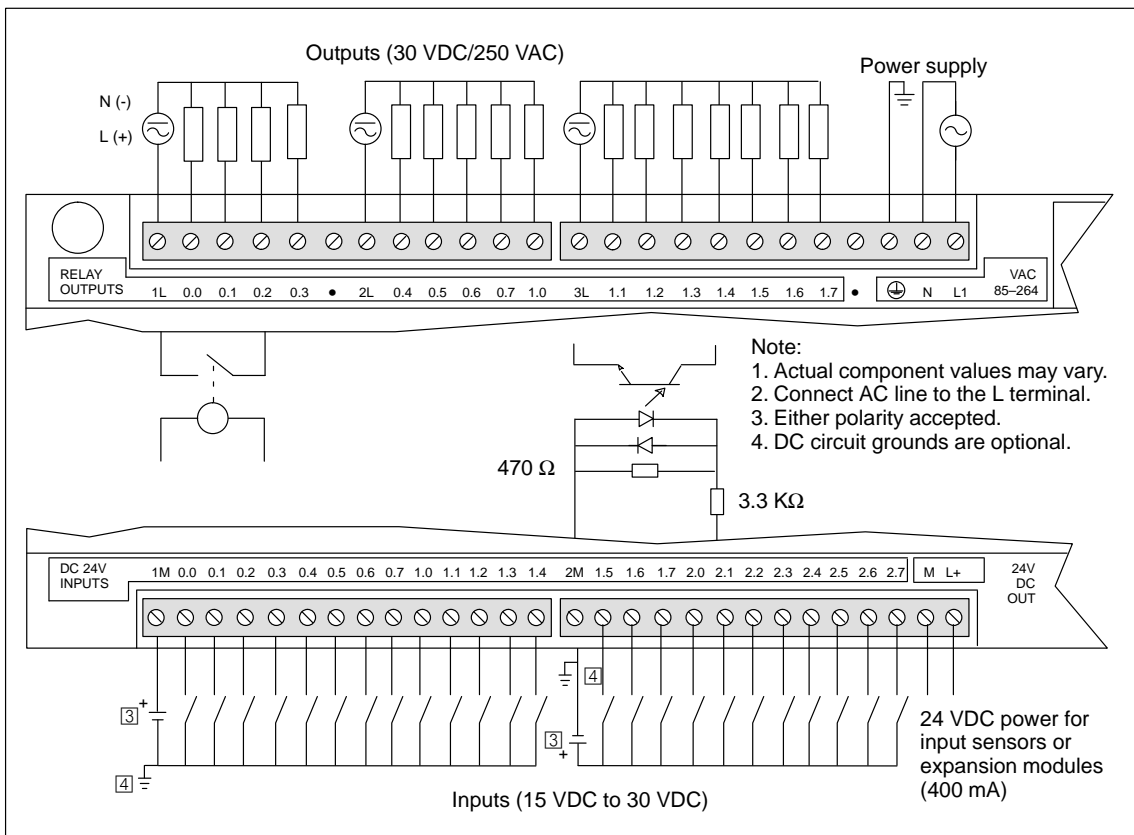 Outputs (30 VDC/250 VAC)
Power supply
N (-)
L (+)
RELAY
OUTPUTS
1L 0.0 0.1 0.2 0.3 • 2L 0.4 0.5 0.6 0.7 1.0 3L 1.1 1.2 1.3 1.4 1.5 1.6 1.7 • N L1
VAC
85–264
Note:
1. Actual component values may vary.
2. Connect AC line to the L terminal.
3. Either polarity accepted.
4. DC circuit grounds are optional.
470 Ω
3.3 KΩ
DC 24V
INPUTS
1M 0.0 0.1 0.2 0.3 0.4 0.5 0.6 0.7 1.0 1.1 1.2 1.3 1.4 2M 1.5 1.6 1.7 2.0 2.1 2.2 2.3 2.4 2.5 2.6 2.7 M L+
24V
DC
OUT
4
3 +
3 +
4
24 VDC power for
input sensors or
expansion modules
(400 mA)
Inputs (15 VDC to 30 VDC)